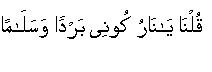 قُلْنَا يَـٰنَارُ كُونِى بَرْدًا وَسَلَـٰمًا